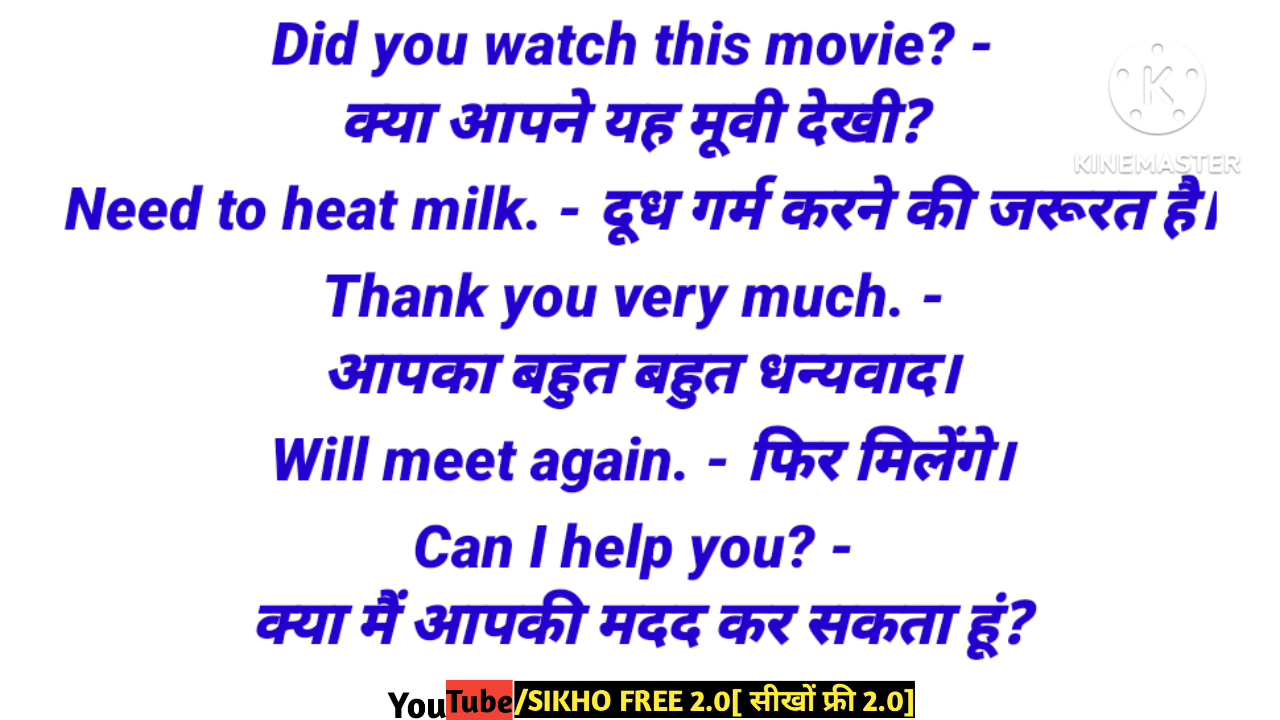 Did you watch this movie? -
क्या आपने यह मूवी देखी?
K
KINEMASTER
Need to heat milk. - दूध गर्म करने की जरूरत है।
Thank you very much. -
आपका बहुत बहुत धन्यवाद।
Will meet again. - फिर मिलेंगे।
Can I help you? -
क्या मैं आपकी मदद कर सकता हूं?
YouTube/SIKHO FREE 2.0[ सीखों फ्री 2.0]